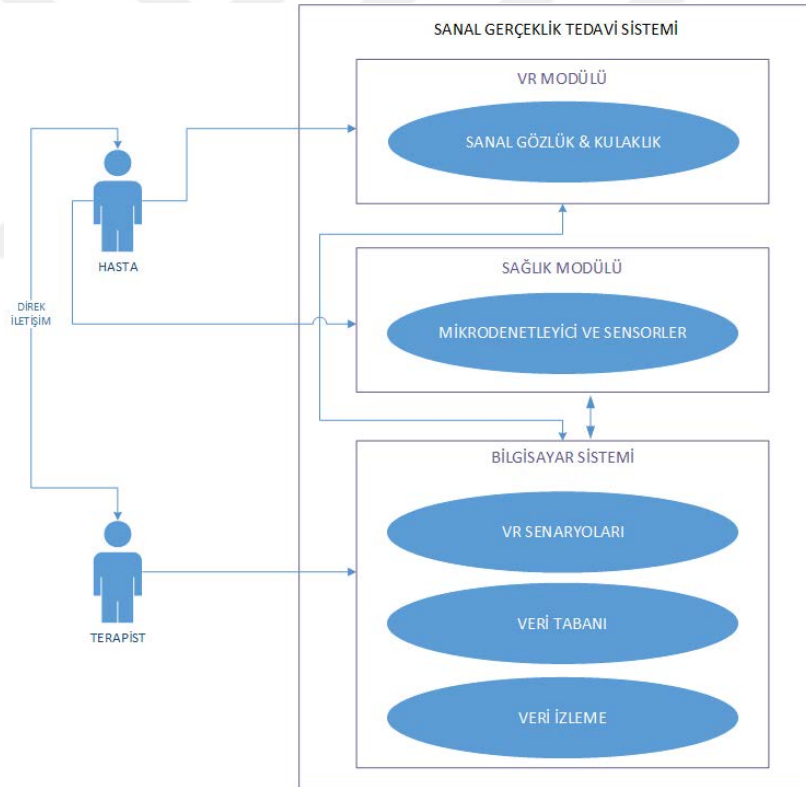 SANAL GERÇEKLİK TEDAVİ SİSTEMİ
VR MODÜLÜ
SANAL GÖZLÜK & KULAKLIK
HASTA
SAĞLIK MODÜLÜ
DİREK
İLETİŞİM
MİKRODENETLEYİCİ VE SENSORLER
BİLGİSAYAR SİSTEMİ
VR SENARYOLARI
TERAPİST
VERİ TABANI
VERİ İZLEME